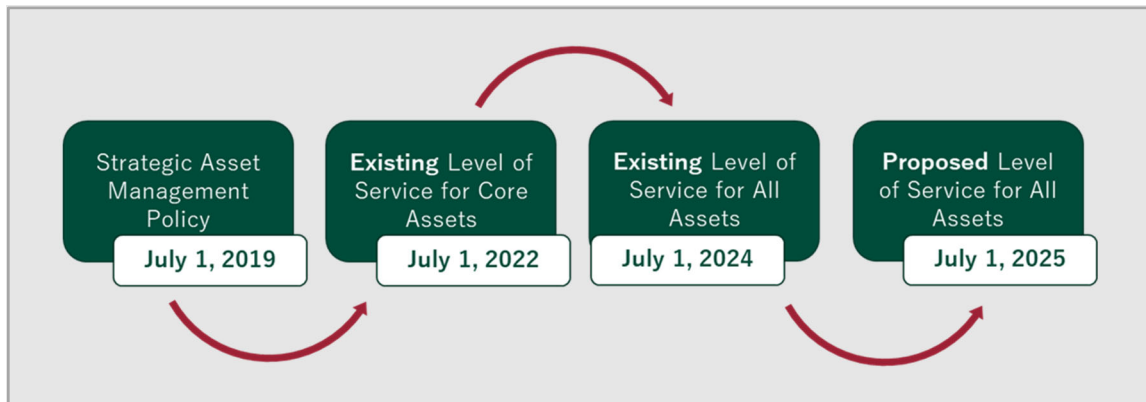 Strategic Asset
Management
Policy
July 1, 2019
Existing Level of
Service for Core
Assets
July 1, 2022
Existing Level of
Service for All
Assets
July 1, 2024
Proposed Level
of Service for All
Assets
July 1, 2025